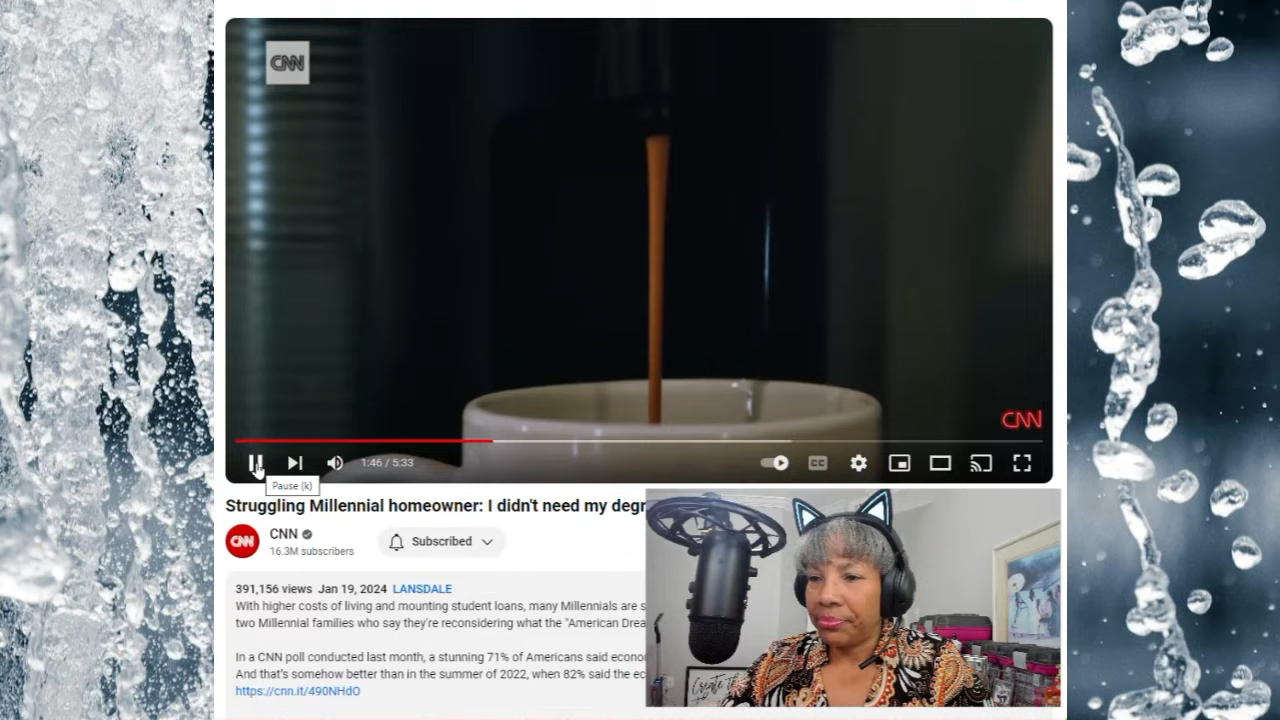 CNN
CNN
1:46 / 5:33
CC
Pause (k)
Struggling Millennial homeowner: I didn't need my degr
CNN
CNN
Subscribed
16.3M subscribers
391,156 views Jan 19, 2024 LANSDALE
With higher costs of living and mounting student loans, many Millennials are s
two Millennial families who say they're reconsidering what the "American Drea
In a CNN poll conducted last month, a stunning 71% of Americans said econo
And that's somehow better than in the summer of 2022, when 82% said the ec
https://cnn.it/490NHdO
Create